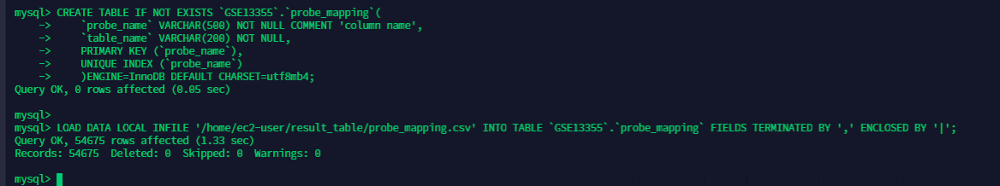 mysql> CREATE TABLE IF NOT EXISTS `GSE13355`.`probe_mapping`(
    ->     `probe_name` VARCHAR(500) NOT NULL COMMENT 'column name',
    ->     `table_name` VARCHAR(200) NOT NULL,
    ->     PRIMARY KEY (`probe_name`),
    ->     UNIQUE INDEX (`probe_name`)
    ->     )ENGINE=InnoDB DEFAULT CHARSET=utf8mb4;
Query OK, 0 rows affected (0.05 sec)

mysql>
mysql> LOAD DATA LOCAL INFILE '/home/ec2-user/result_table/probe_mapping.csv' INTO TABLE `GSE13355`.`probe_mapping` FIELDS TERMINATED BY ',' ENCLOSED BY '|';
Query OK, 54675 rows affected (1.33 sec)
Records: 54675  Deleted: 0  Skipped: 0  Warnings: 0

mysql>